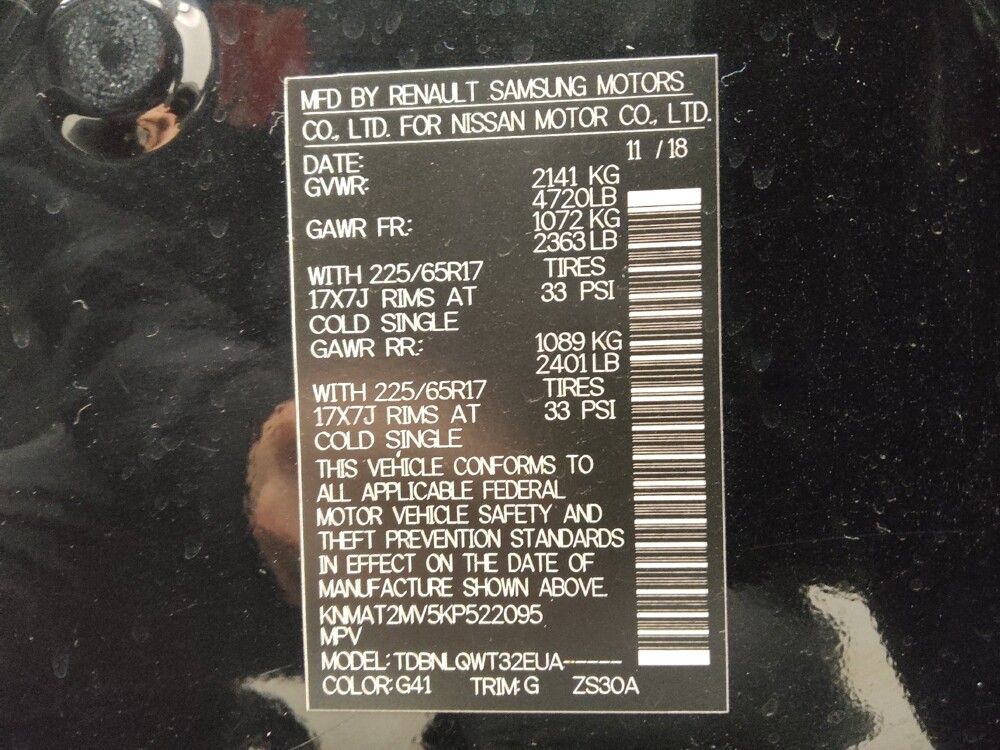 MFD BY RENAULT SAMSUNG MOTORS
CO., LTD. FOR NISSAN MOTOR CO., LTD.
DATE: 11 / 18
GVWR: 2141 KG
4720LB
GAWR FR: 1072 KG
2363LB
WITH 225/65R17 TIRES
17X7J RIMS AT 33 PSI
COLD SINGLE
GAWR RR: 1089 KG
2401LB
WITH 225/65R17 TIRES
17X7J RIMS AT 33 PSI
COLD SINGLE
THIS VEHICLE CONFORMS TO
ALL APPLICABLE FEDERAL
MOTOR VEHICLE SAFETY AND
THEFT PREVENTION STANDARDS
IN EFFECT ON THE DATE OF
MANUFACTURE SHOWN ABOVE.
KNMAT2MV5KP522095
MPV
MODEL: TDBNLQWT32EUA-----
COLOR: G41 TRIM: G ZS30A